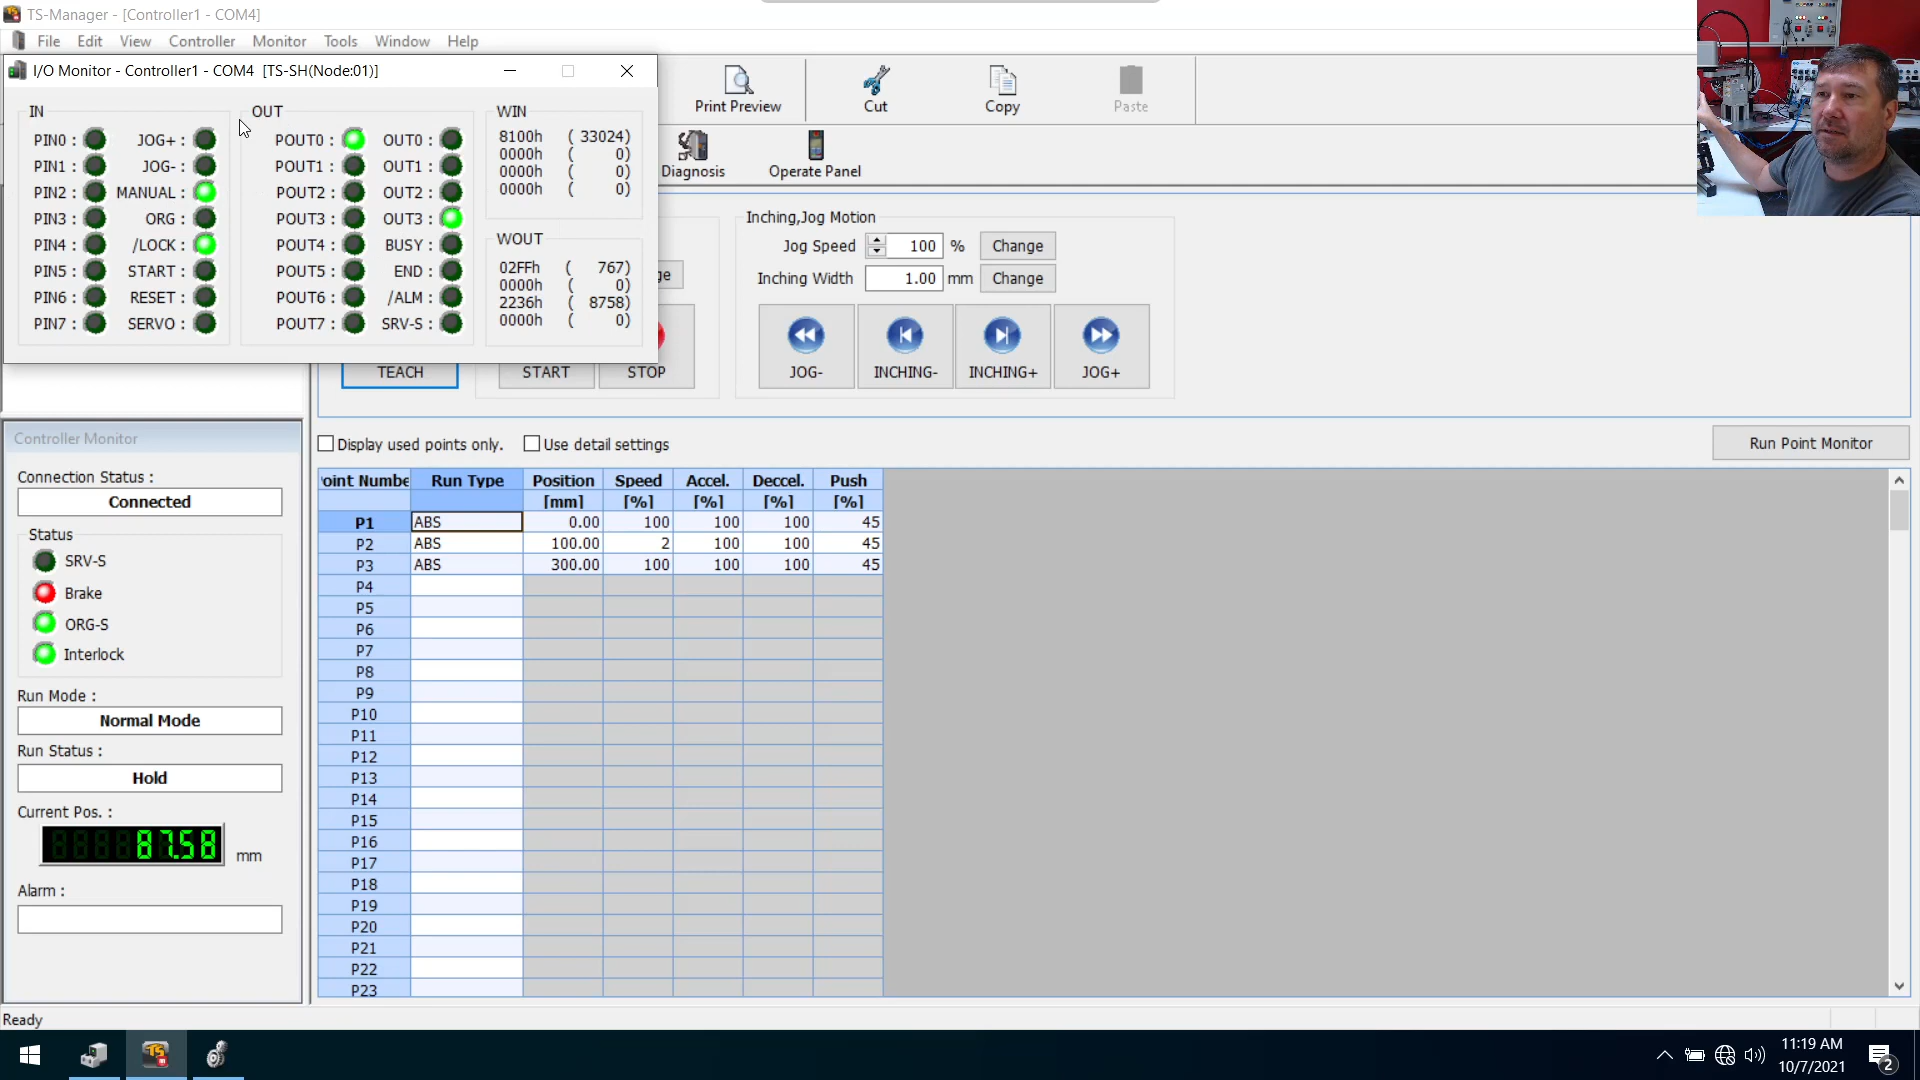 TS-Manager - [Controller1 - COM4]
File Edit View Controller Monitor Tools Window Help
I/O Monitor - Controller1 - COM4 [TS-SH(Node:01)]
Print Preview Cut Copy Paste
Diagnosis Operate Panel
IN OUT WIN
PIN0 : JOG+ : POUT0 : OUT0 : 8100h ( 33024)
PIN1 : JOG- : POUT1 : OUT1 : 0000h ( 0)
0000h ( 0)
PIN2 : MANUAL : POUT2 : OUT2 : 0000h ( 0)
PIN3 : ORG : POUT3 : OUT3 :
PIN4 : /LOCK : POUT4 : BUSY : WOUT
PIN5 : START : POUT5 : END : 02FFh ( 767)
0000h ( 0)
PIN6 : RESET : POUT6 : /ALM : 2236h ( 8758)
PIN7 : SERVO : POUT7 : SRV-S : 0000h ( 0)
ge
TEACH START STOP
Inching,Jog Motion
Jog Speed 100 % Change
Inching Width 1.00 mm Change
JOG- INCHING- INCHING+ JOG+
Display used points only. Use detail settings Run Point Monitor
oint Numbe Run Type Position Speed Accel. Deccel. Push
[mm] [%] [%] [%] [%]
P1 ABS 0.00 100 100 100 45
P2 ABS 100.00 2 100 100 45
P3 ABS 300.00 100 100 100 45
P4
P5
P6
P7
P8
P9
P10
P11
P12
P13
P14
P15
P16
P17
P18
P19
P20
P21
P22
P23
Controller Monitor
Connection Status :
Connected
Status
SRV-S
Brake
ORG-S
Interlock
Run Mode :
Normal Mode
Run Status :
Hold
Current Pos. :
87.58 mm
Alarm :
Ready
TS
11:19 AM
10/7/2021
2